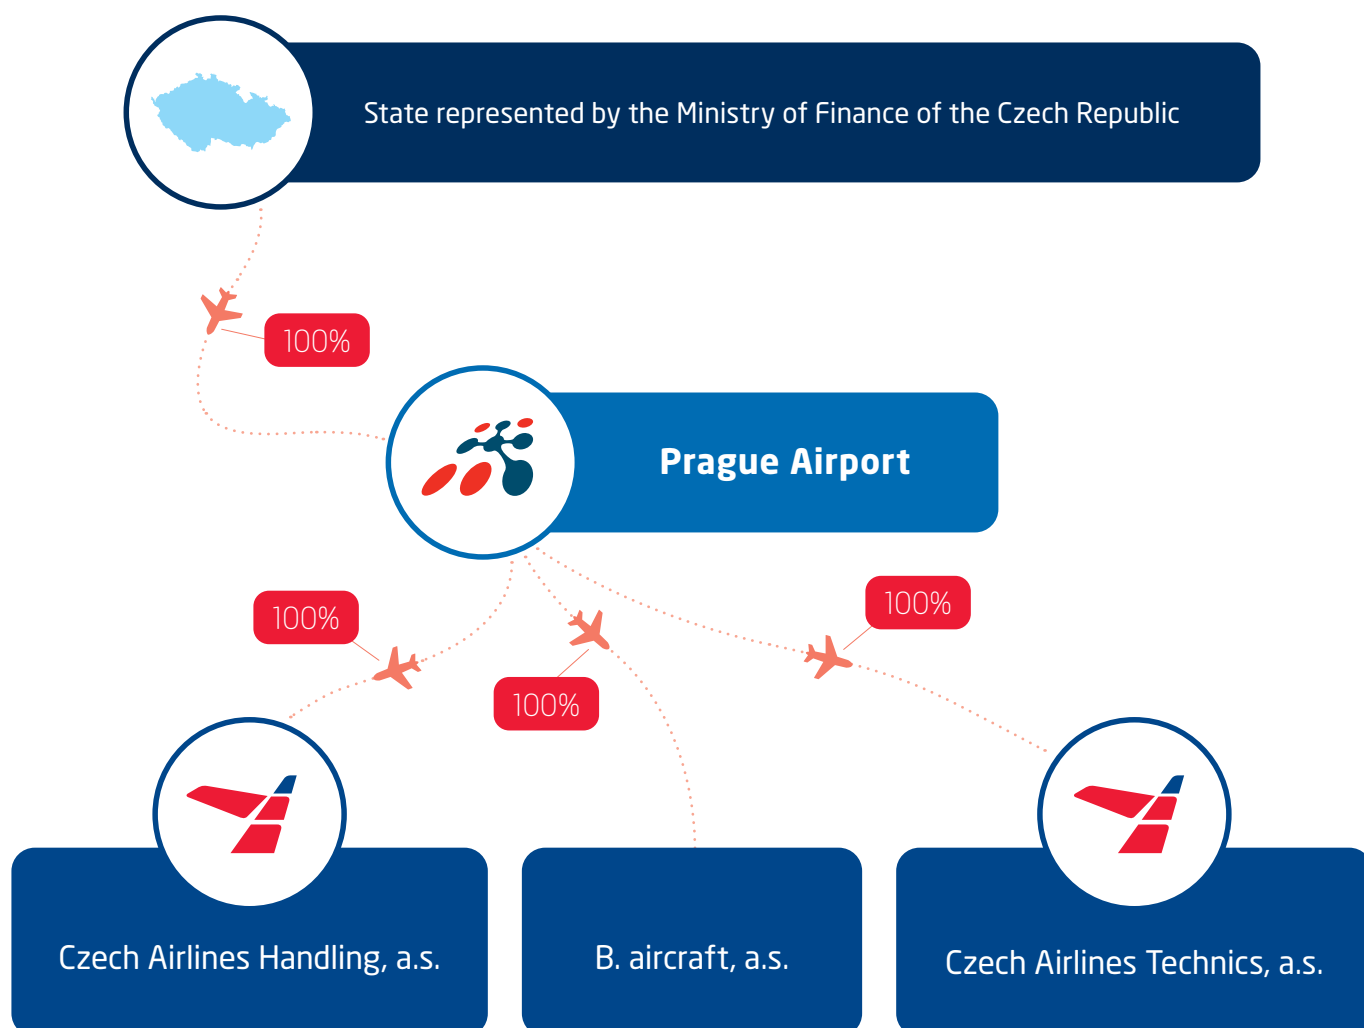 State represented by the Ministry of Finance of the Czech Republic
100%
Prague Airport
100%
100%
100%
Czech Airlines Handling, a.s.
B. aircraft, a.s.
Czech Airlines Technics, a.s.